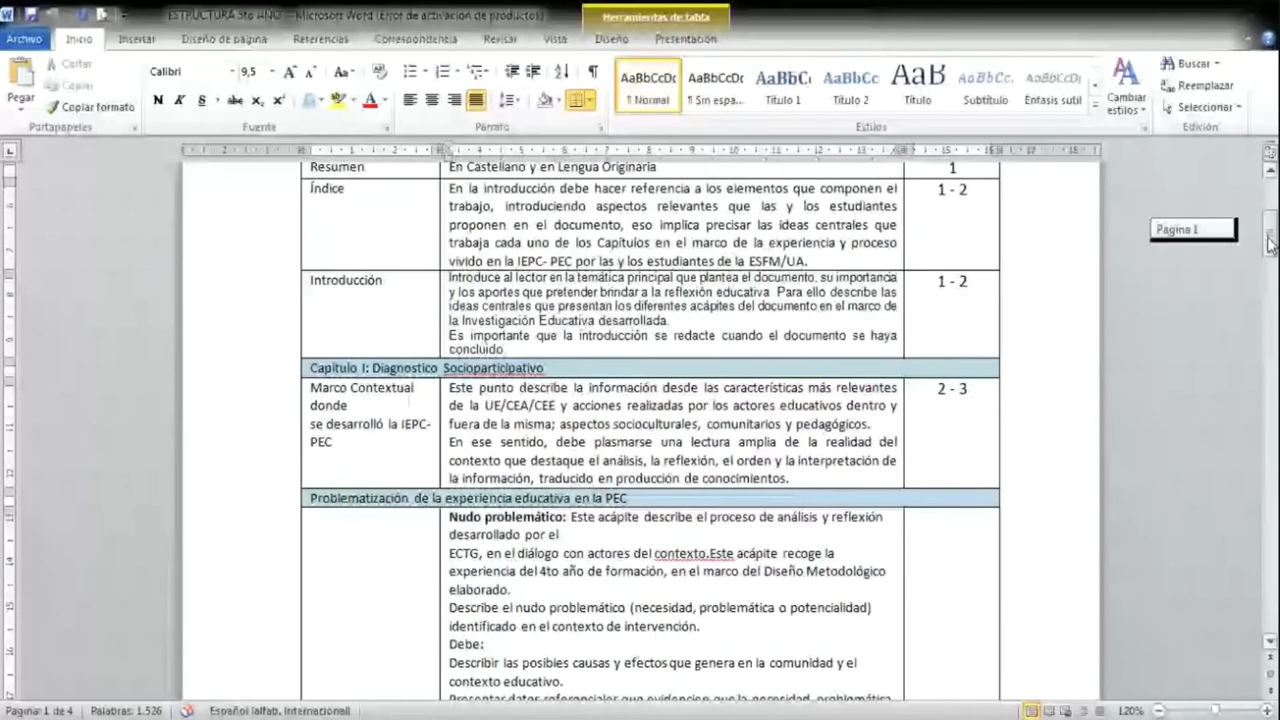 ESTRUCTURA 5to AÑO - Microsoft Word (Error de activación de productos)
Herramientas de tabla
Archivo Inicio Insertar Diseño de página Referencias Correspondencia Revisar Vista Diseño Presentación
Cortar
Copiar
Copiar formato
Pegar
Portapapeles
Calibri 9,5
Fuente
Párrafo
AaBbCcDc AaBbCcDc AaBbCc AaBbCc AaB AaBbCc. AaBbCcDc
¶ Normal ¶ Sin espa... Título 1 Título 2 Título Subtítulo Énfasis sutil
Estilos
Cambiar estilos
Buscar
Reemplazar
Seleccionar
Edición
Página: 1
Resumen En Castellano y en Lengua Originaria 1
Índice En la introducción debe hacer referencia a los elementos que componen el 1 - 2
trabajo, introduciendo aspectos relevantes que las y los estudiantes
proponen en el documento, eso implica precisar las ideas centrales que
trabaja cada uno de los Capítulos en el marco de la experiencia y proceso
vivido en la IEPC- PEC por las y los estudiantes de la ESFM/UA.
Introducción Introduce al lector en la temática principal que plantea el documento, su importancia 1 - 2
y los aportes que pretender brindar a la reflexión educativa. Para ello describe las
ideas centrales que presentan los diferentes acápites del documento en el marco de
la Investigación Educativa desarrollada.
Es importante que la introducción se redacte cuando el documento se haya
concluido.
Capítulo I: Diagnostico Socioparticipativo
Marco Contextual Este punto describe la información desde las características más relevantes 2 - 3
donde de la UE/CEA/CEE y acciones realizadas por los actores educativos dentro y
se desarrolló la IEPC- fuera de la misma; aspectos socioculturales, comunitarios y pedagógicos.
PEC En ese sentido, debe plasmarse una lectura amplia de la realidad del
contexto que destaque el análisis, la reflexión, el orden y la interpretación de
la información, traducido en producción de conocimientos.
Problematización de la experiencia educativa en la PEC
Nudo problemático: Este acápite describe el proceso de análisis y reflexión
desarrollado por el
ECTG, en el diálogo con actores del contexto.Este acápite recoge la
experiencia del 4to año de formación, en el marco del Diseño Metodológico
elaborado.
Describe el nudo problemático (necesidad, problemática o potencialidad)
identificado en el contexto de intervención.
Debe:
Describir las posibles causas y efectos que genera en la comunidad y el
contexto educativo.
Presentar datos referenciales que evidencien que la necesidad, problemática
Página: 1 de 4 Palabras: 1.526 Español (alfab. internacional) 120%